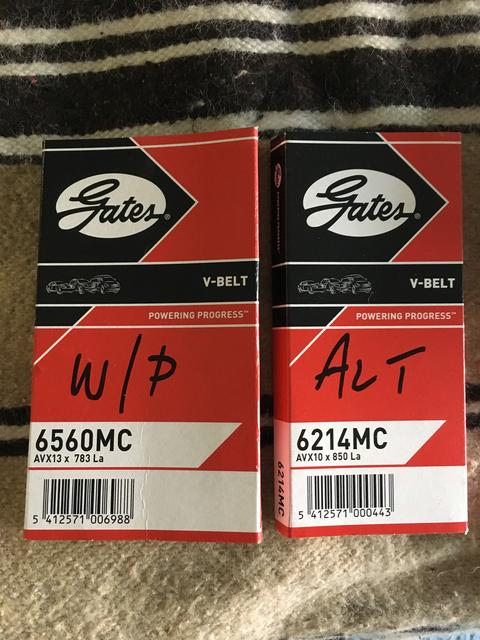 Gates®
V-BELT
POWERING PROGRESS™
W/P
6560MC
AVX13 x 783 La
5 412571 006988
Gates®
V-BELT
POWERING PROGRESS™
ALT
6214MC
AVX10 x 850 La
5 412571 000443
6214MC